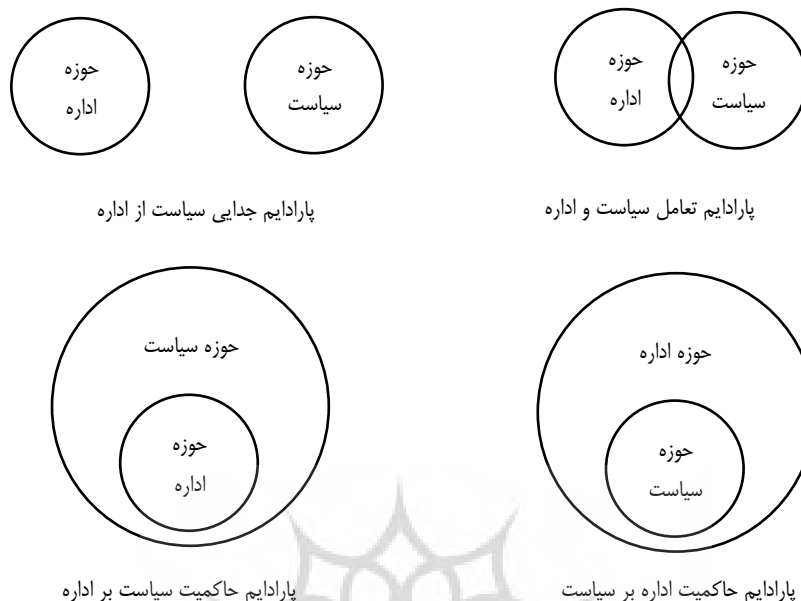 حوزه
سیاست
حوزه
اداره
پارادایم تعامل سیاست و اداره
حوزه
سیاست
حوزه
اداره
پارادایم جدایی سیاست از اداره
حوزه اداره
حوزه
سیاست
پارادایم حاکمیت اداره بر سیاست
حوزه سیاست
حوزه
اداره
پارادایم حاکمیت سیاست بر اداره